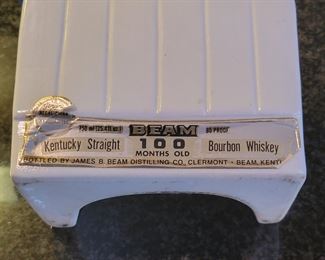 750 ml (25.4 fl oz.) BEAM 80 PROOF
Kentucky Straight 100 Bourbon Whiskey
MONTHS OLD
BOTTLED BY JAMES B. BEAM DISTILLING CO., CLERMONT - BEAM, KENT